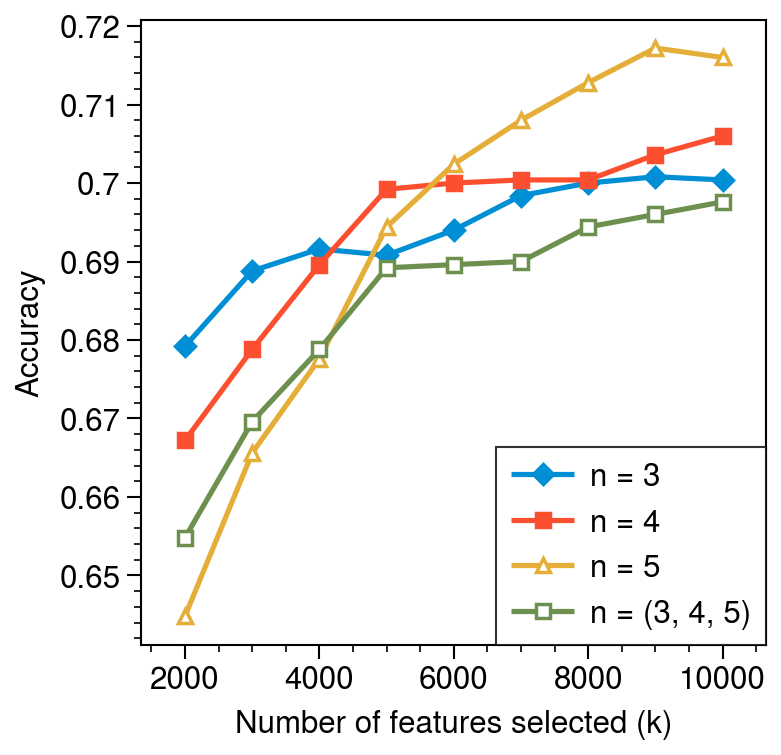 0.72
0.71
0.7
0.69
0.68
0.67
0.66
0.65
Accuracy
n = 3
n = 4
n = 5
n = (3, 4, 5)
2000 4000 6000 8000 10000
Number of features selected (k)